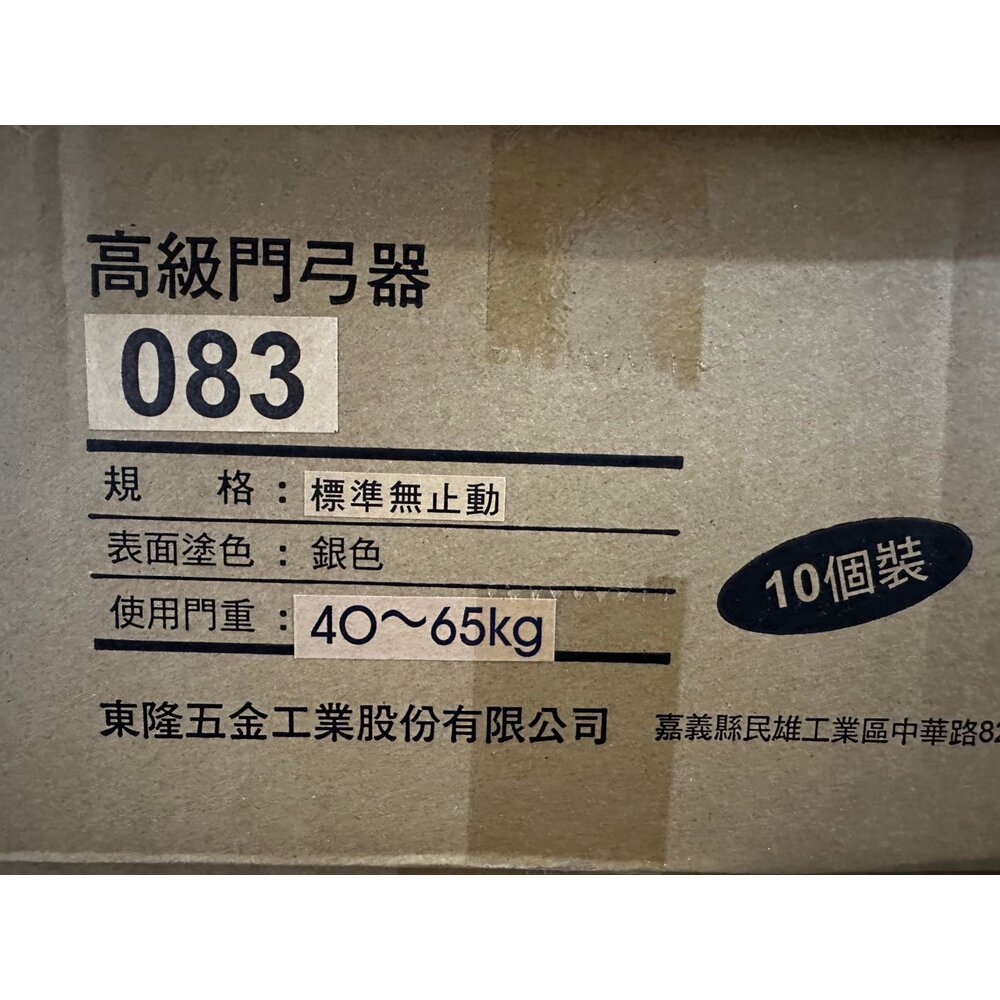 高級門弓器
083
規　　格：標準無止動
表面塗色：銀色
使用門重：40～65kg
10個裝
東隆五金工業股份有限公司 嘉義縣民雄工業區中華路82